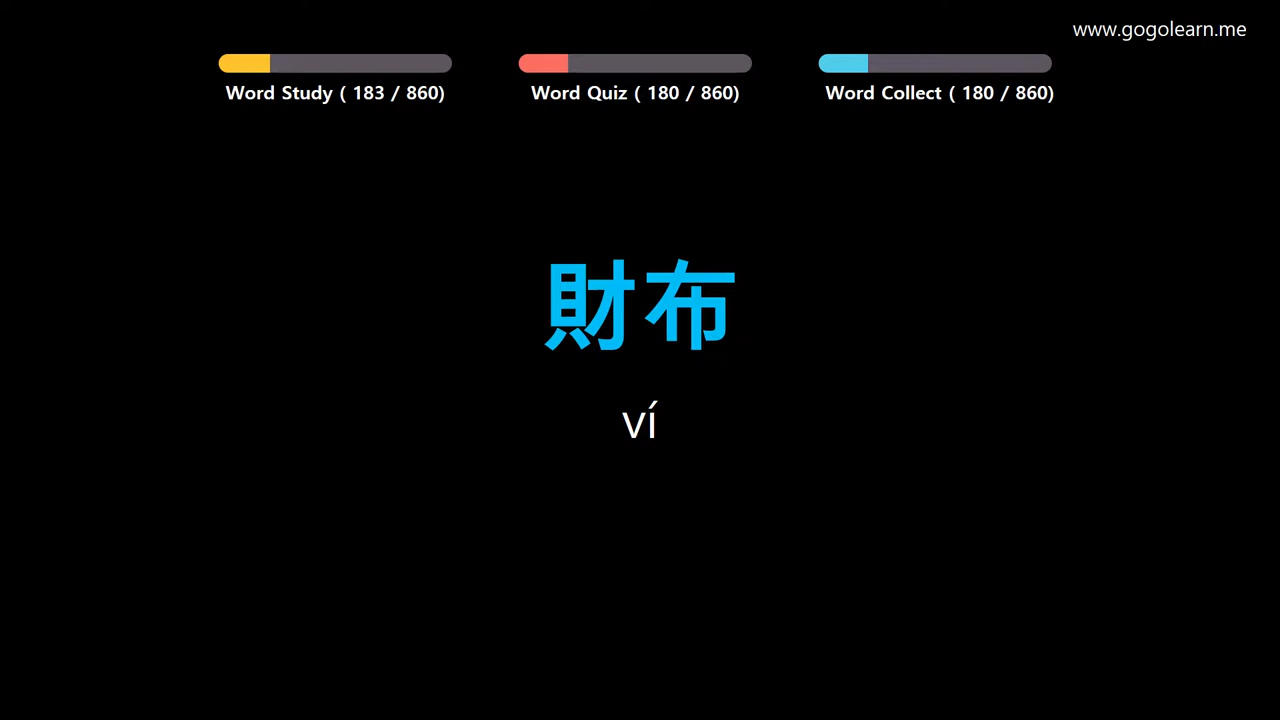 www.gogolearn.me
Word Study ( 183 / 860)
Word Quiz ( 180 / 860)
Word Collect ( 180 / 860)
財布
ví